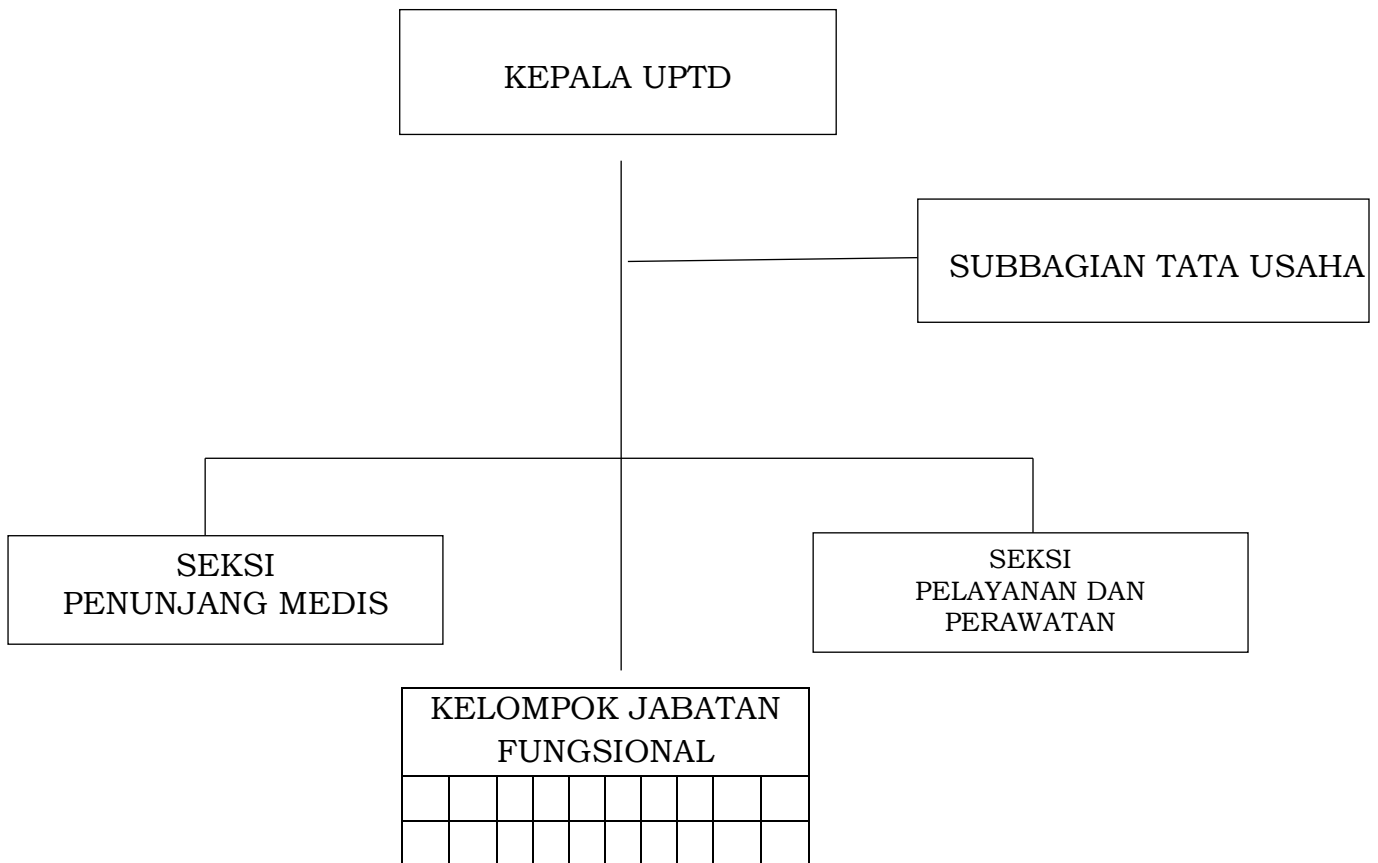 KEPALA UPTD
SUBBAGIAN TATA USAHA
SEKSI
PENUNJANG MEDIS
SEKSI
PELAYANAN DAN
PERAWATAN
KELOMPOK JABATAN
FUNGSIONAL